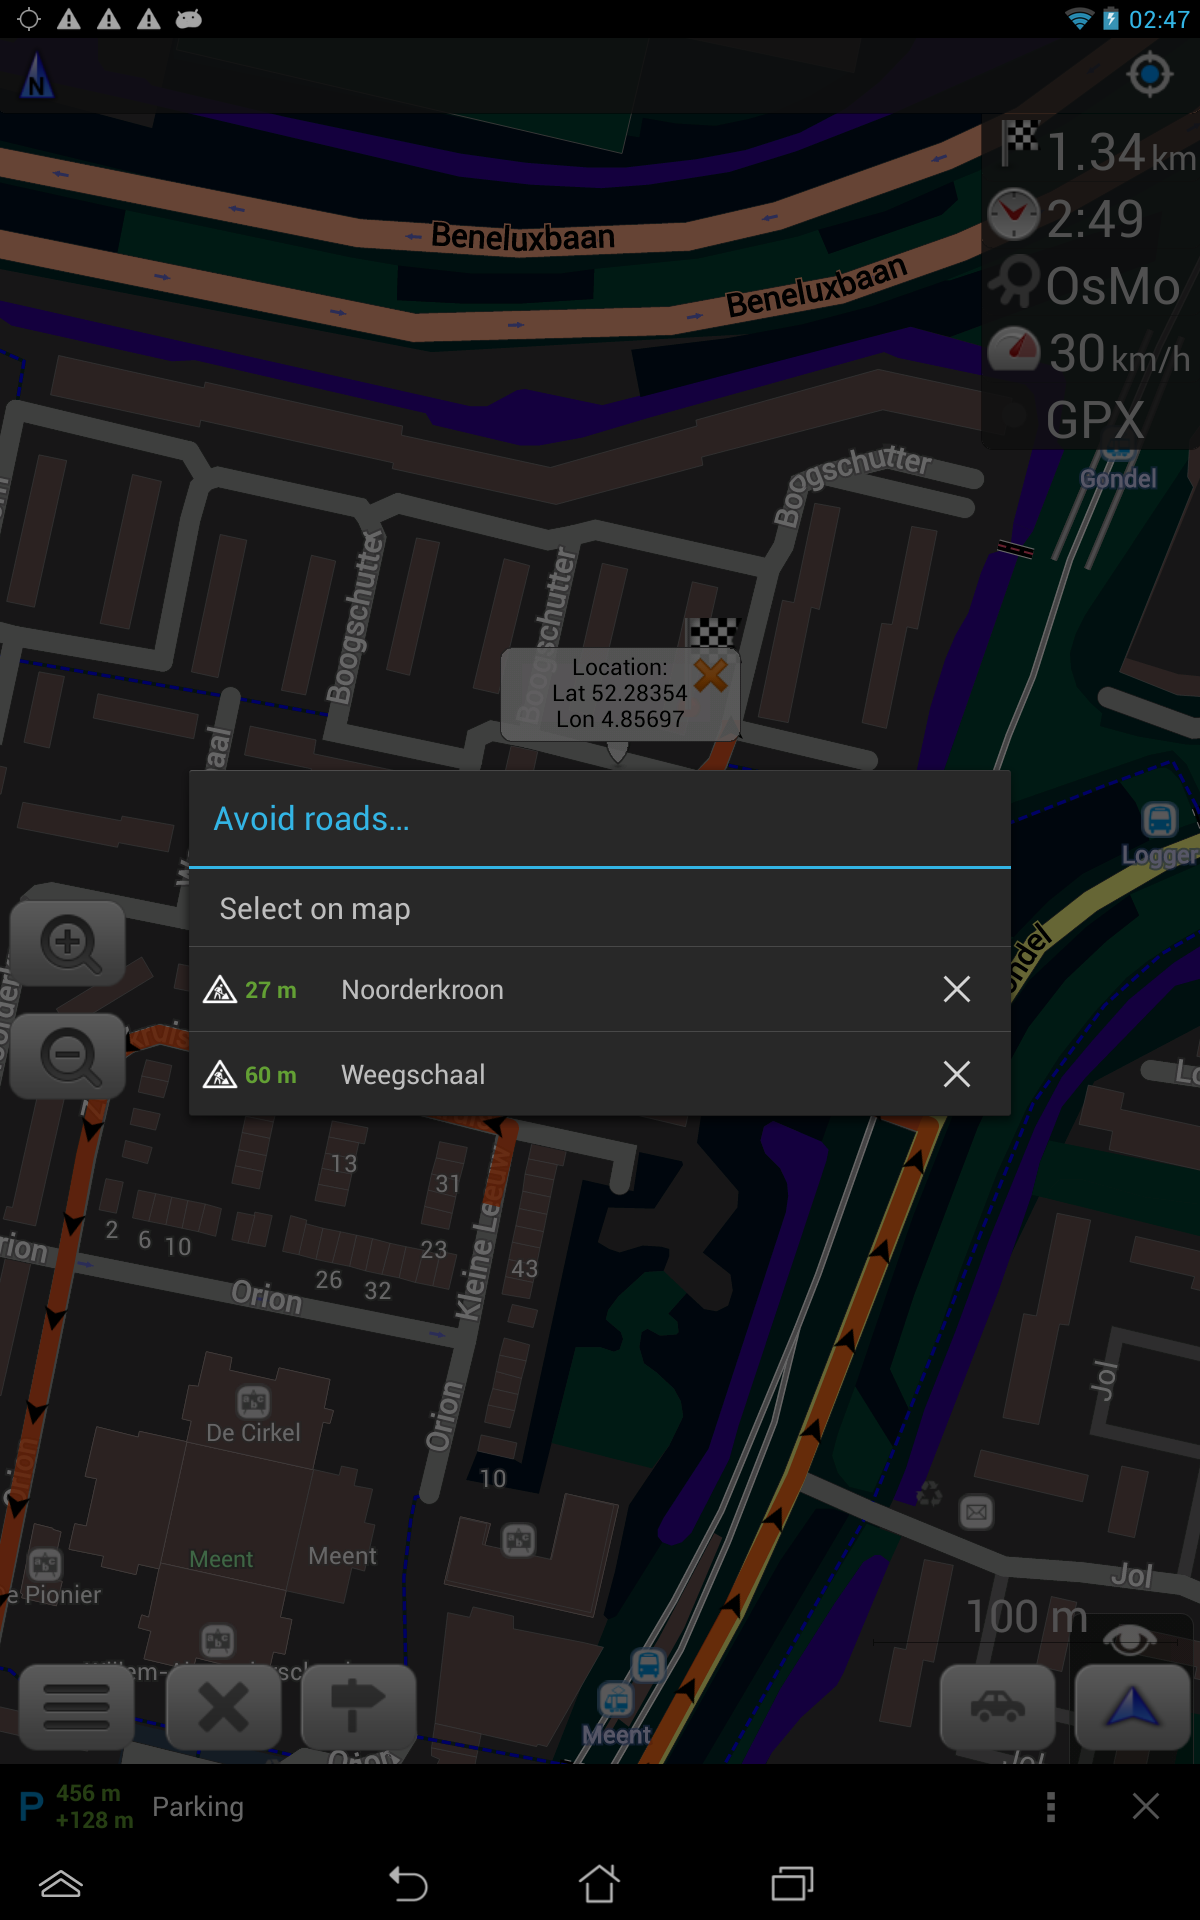 02:47
N
1.34 km
2:49
OsMo
30 km/h
GPX
Beneluxbaan
Beneluxbaan
Boogschutter
Gondel
Boogschutter
Boogschutter
Location:
Lat 52.28354
Lon 4.85697
Avoid roads...
Select on map
27 m Noorderkroon
60 m Weegschaal
Logger
13
31
2
6
10
23
26
32
43
Kleine Leeuw
Orion
Orion
Orion
De Cirkel
10
Meent
Meent
Jol
Jol
e Pionier
100 m
Meent
Orion
Jol
P 456 m
+128 m
Parking